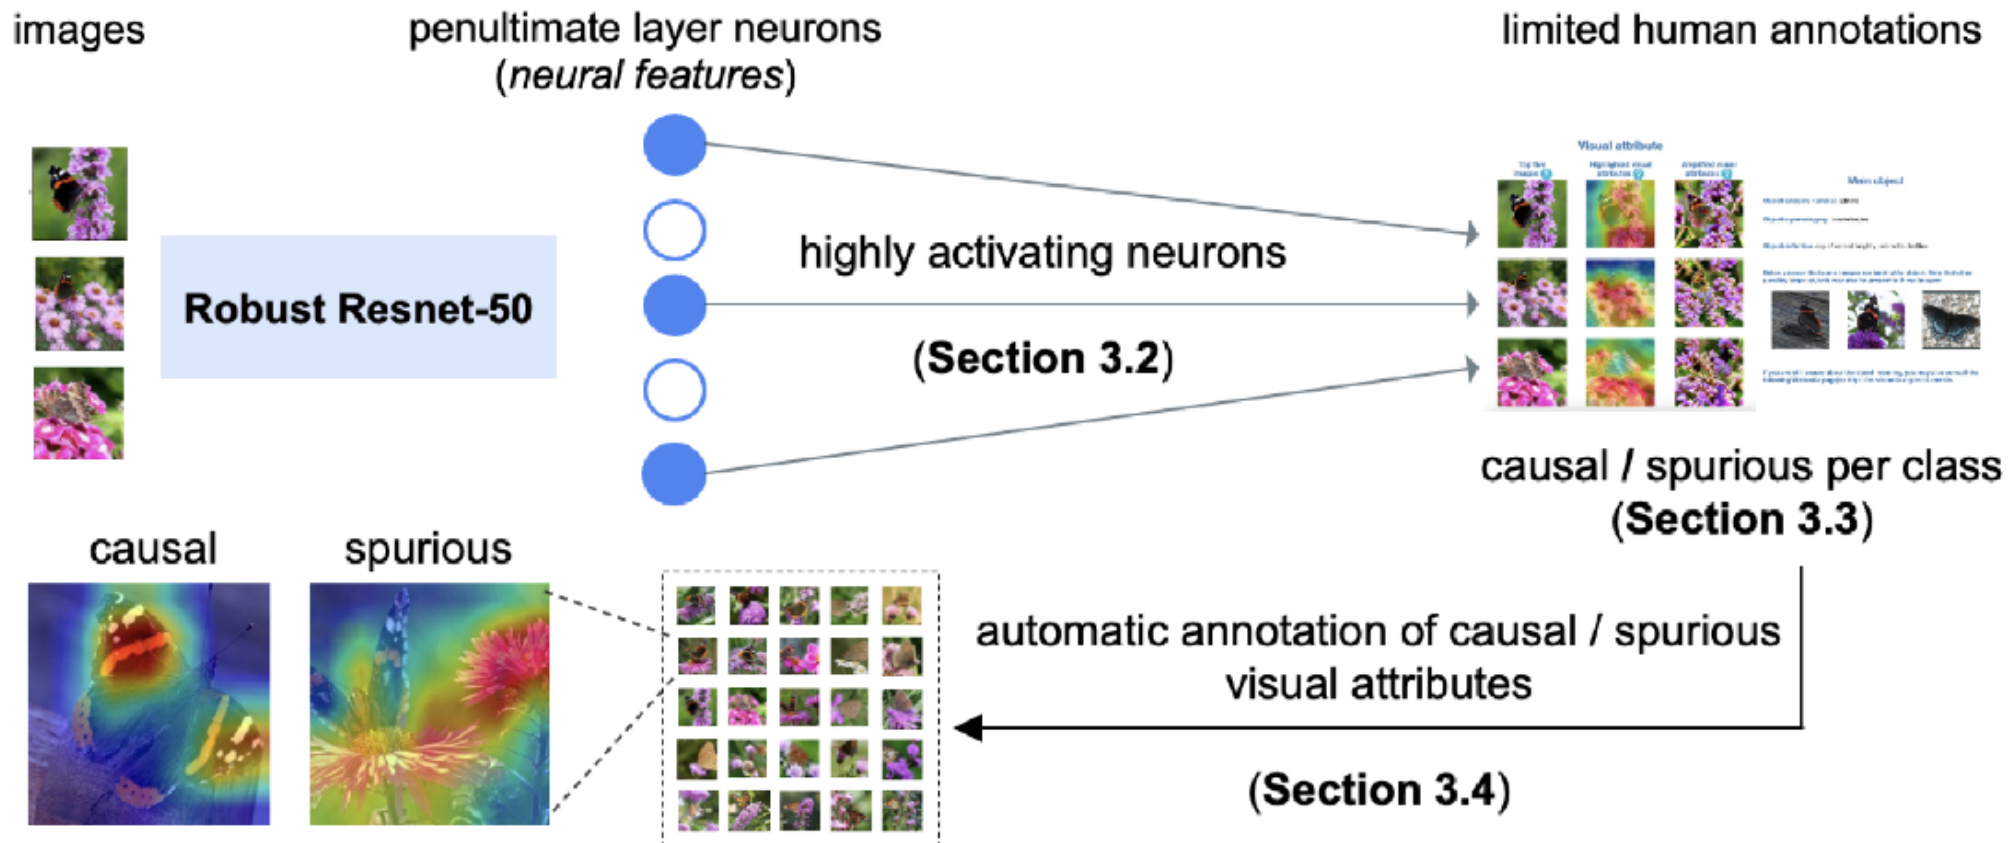 images
penultimate layer neurons
(neural features)
limited human annotations
Visual attribute
Main object
Robust Resnet-50
highly activating neurons
(Section 3.2)
causal / spurious per class
(Section 3.3)
causal
spurious
automatic annotation of causal / spurious
visual attributes
(Section 3.4)